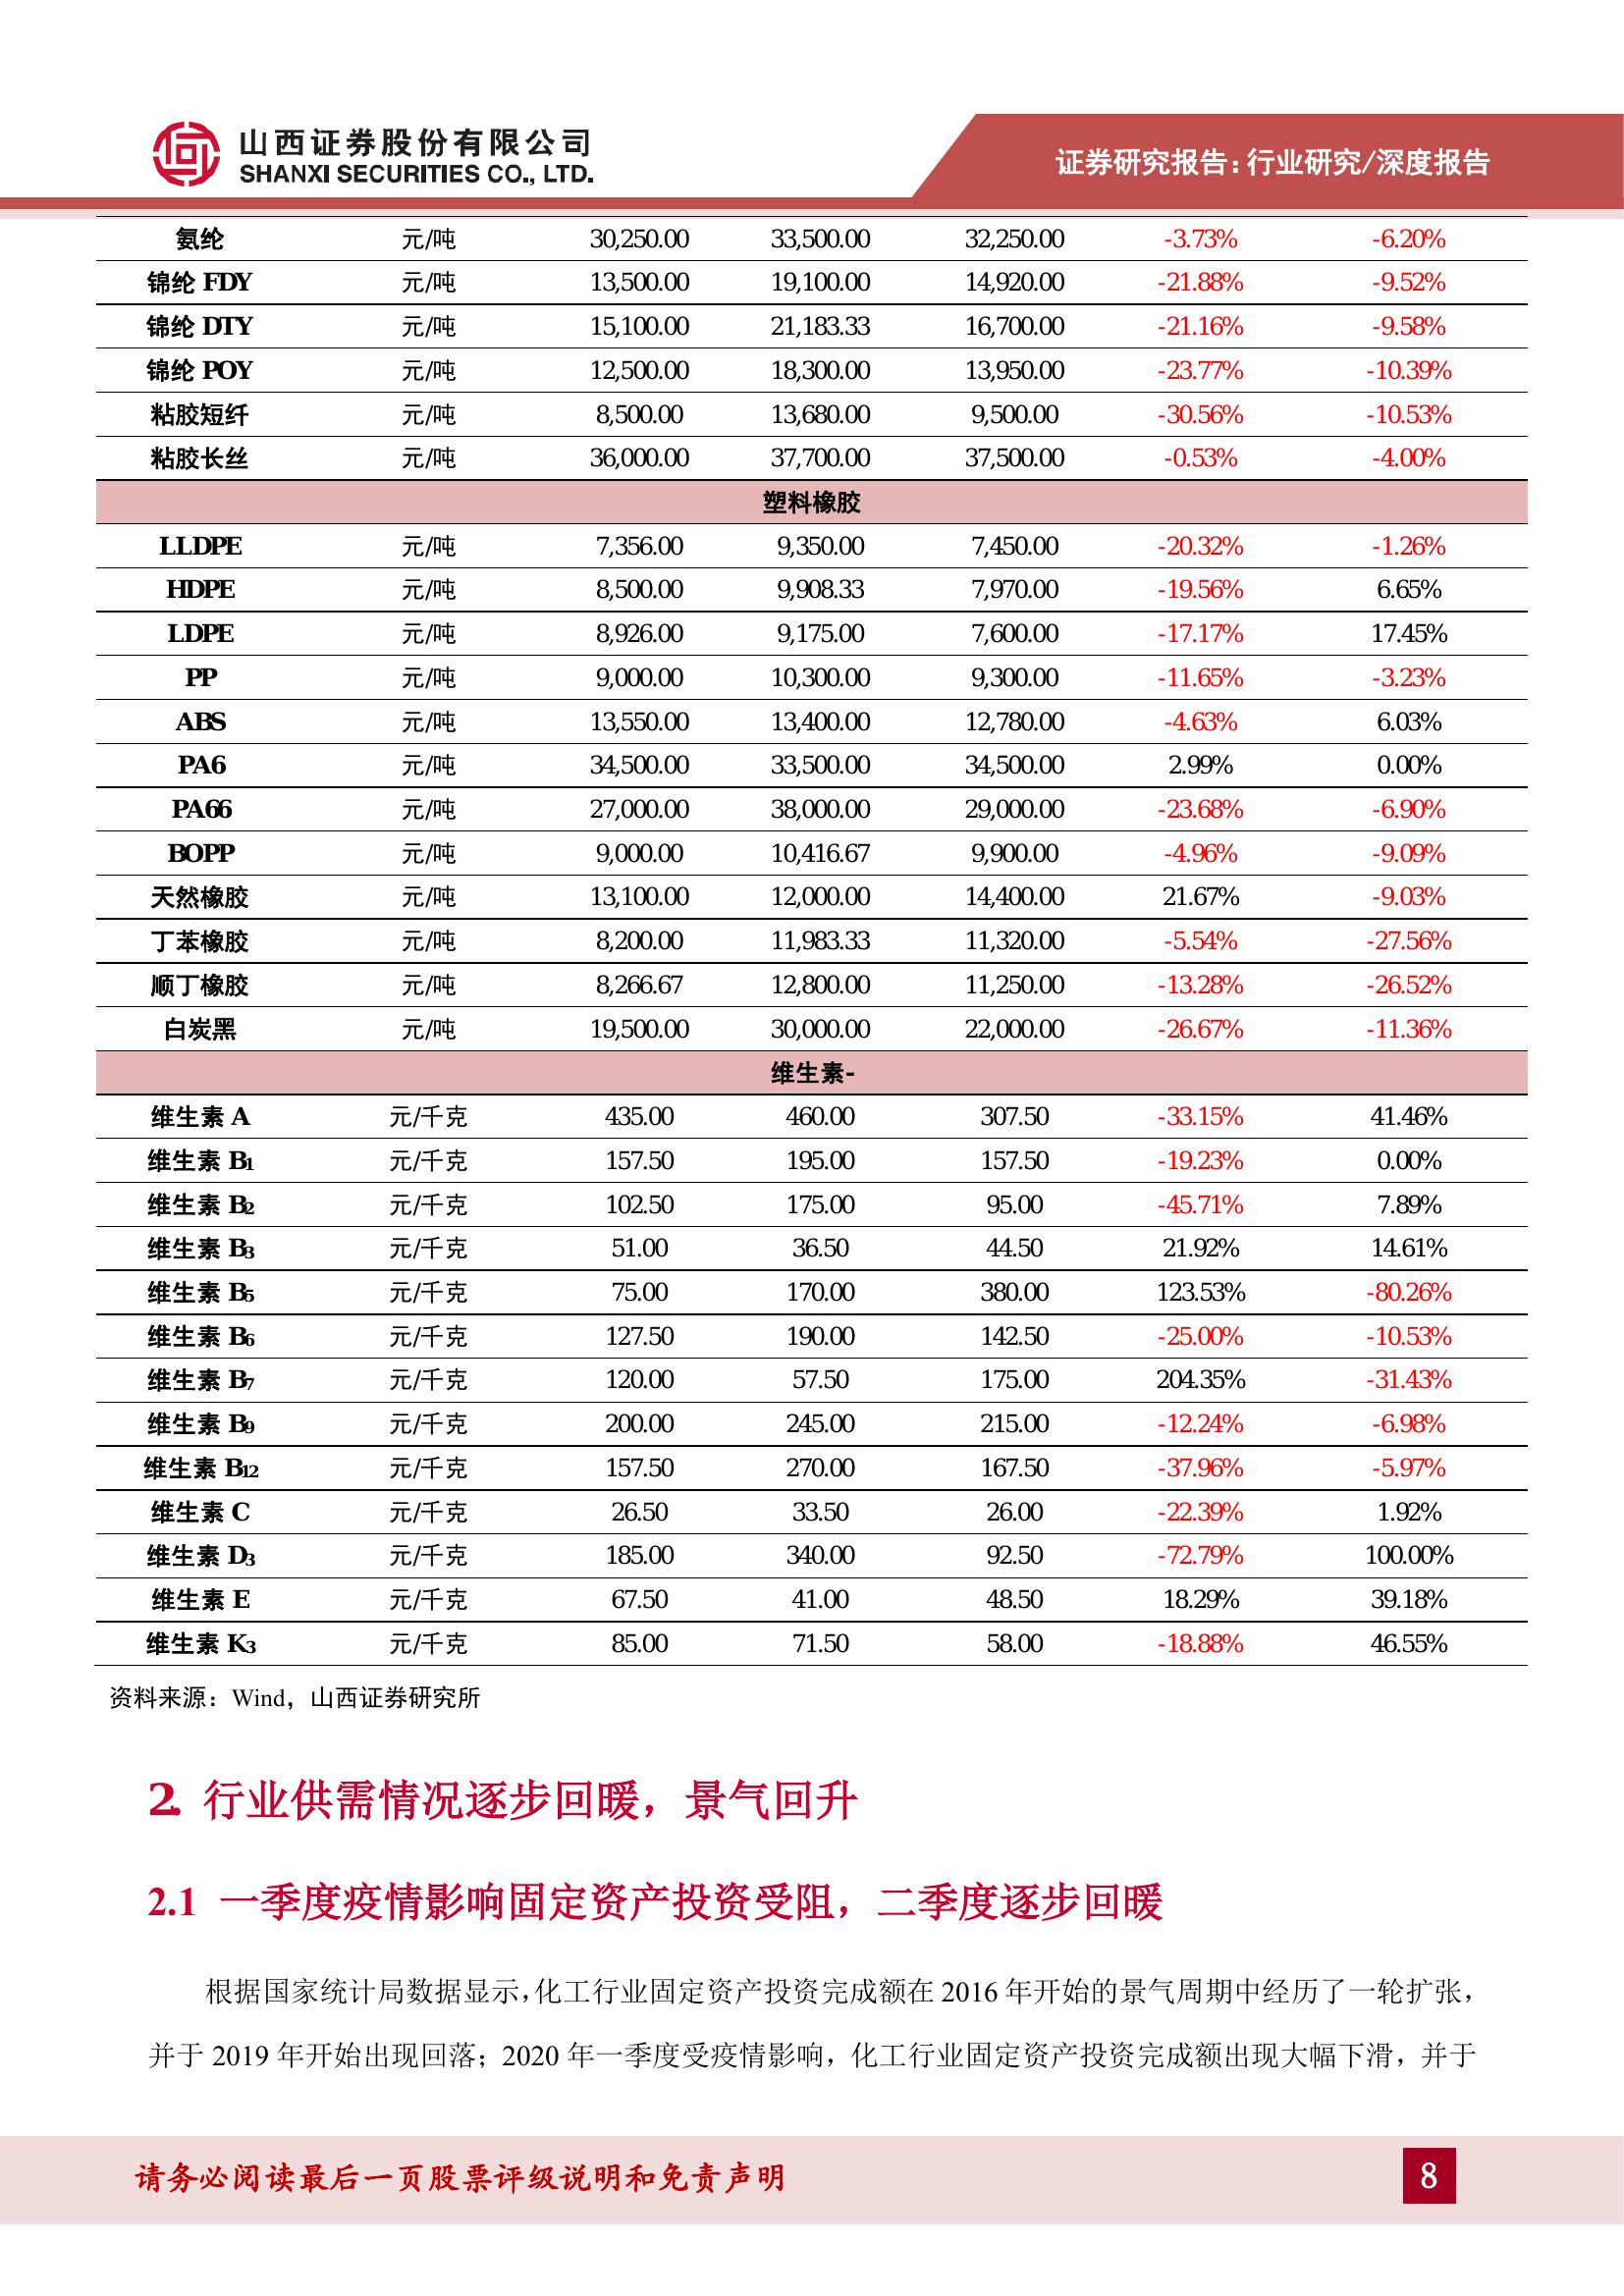 山西证券股份有限公司
SHANXI SECURITIES CO., LTD.
证券研究报告:行业研究/深度报告
氨纶 元/吨 30,250.00 33,500.00 32,250.00 -3.73% -6.20%
锦纶 FDY 元/吨 13,500.00 19,100.00 14,920.00 -21.88% -9.52%
锦纶 DTY 元/吨 15,100.00 21,183.33 16,700.00 -21.16% -9.58%
锦纶 POY 元/吨 12,500.00 18,300.00 13,950.00 -23.77% -10.39%
粘胶短纤 元/吨 8,500.00 13,680.00 9,500.00 -30.56% -10.53%
粘胶长丝 元/吨 36,000.00 37,700.00 37,500.00 -0.53% -4.00%
塑料橡胶
LLDPE 元/吨 7,356.00 9,350.00 7,450.00 -20.32% -1.26%
HDPE 元/吨 8,500.00 9,908.33 7,970.00 -19.56% 6.65%
LDPE 元/吨 8,926.00 9,175.00 7,600.00 -17.17% 17.45%
PP 元/吨 9,000.00 10,300.00 9,300.00 -11.65% -3.23%
ABS 元/吨 13,550.00 13,400.00 12,780.00 -4.63% 6.03%
PA6 元/吨 34,500.00 33,500.00 34,500.00 2.99% 0.00%
PA66 元/吨 27,000.00 38,000.00 29,000.00 -23.68% -6.90%
BOPP 元/吨 9,000.00 10,416.67 9,900.00 -4.96% -9.09%
天然橡胶 元/吨 13,100.00 12,000.00 14,400.00 21.67% -9.03%
丁苯橡胶 元/吨 8,200.00 11,983.33 11,320.00 -5.54% -27.56%
顺丁橡胶 元/吨 8,266.67 12,800.00 11,250.00 -13.28% -26.52%
白炭黑 元/吨 19,500.00 30,000.00 22,000.00 -26.67% -11.36%
维生素-
维生素 A 元/千克 435.00 460.00 307.50 -33.15% 41.46%
维生素 B1 元/千克 157.50 195.00 157.50 -19.23% 0.00%
维生素 B2 元/千克 102.50 175.00 95.00 -45.71% 7.89%
维生素 B3 元/千克 51.00 36.50 44.50 21.92% 14.61%
维生素 B5 元/千克 75.00 170.00 380.00 123.53% -80.26%
维生素 B6 元/千克 127.50 190.00 142.50 -25.00% -10.53%
维生素 B7 元/千克 120.00 57.50 175.00 204.35% -31.43%
维生素 B9 元/千克 200.00 245.00 215.00 -12.24% -6.98%
维生素 B12 元/千克 157.50 270.00 167.50 -37.96% -5.97%
维生素 C 元/千克 26.50 33.50 26.00 -22.39% 1.92%
维生素 D3 元/千克 185.00 340.00 92.50 -72.79% 100.00%
维生素 E 元/千克 67.50 41.00 48.50 18.29% 39.18%
维生素 K3 元/千克 85.00 71.50 58.00 -18.88% 46.55%
资料来源：Wind，山西证券研究所
2. 行业供需情况逐步回暖，景气回升
2.1 一季度疫情影响固定资产投资受阻，二季度逐步回暖
根据国家统计局数据显示,化工行业固定资产投资完成额在 2016 年开始的景气周期中经历了一轮扩张，
并于 2019 年开始出现回落；2020 年一季度受疫情影响，化工行业固定资产投资完成额出现大幅下滑，并于
请务必阅读最后一页股票评级说明和免责声明
8